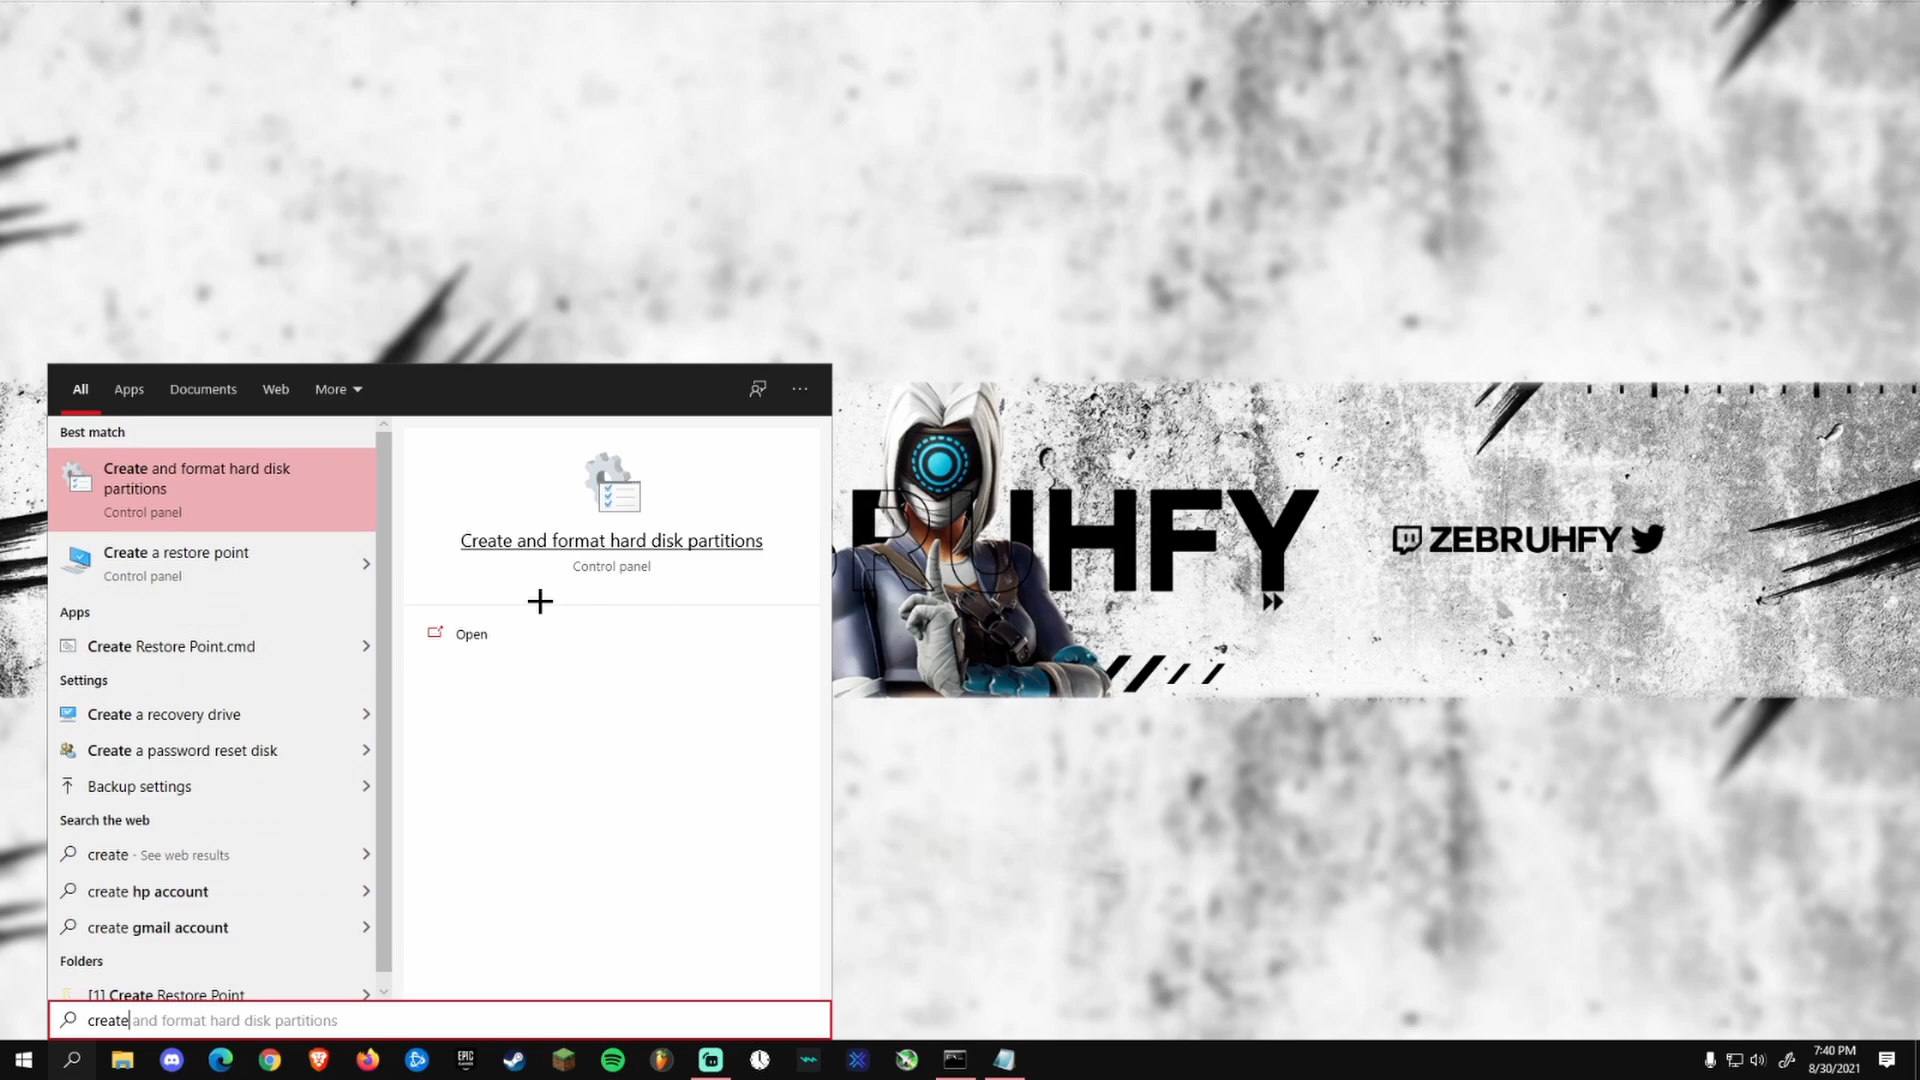 All Apps Documents Web More
Best match
Create and format hard disk
partitions
Control panel
Create a restore point
Control panel
Apps
Create Restore Point.cmd
Settings
Create a recovery drive
Create a password reset disk
Backup settings
Search the web
create - See web results
create hp account
create gmail account
Folders
[1] Create Restore Point
create and format hard disk partitions
Create and format hard disk partitions
Control panel
Open
RUHFY
ZEBRUHFY
EPIC
GAMES
7:40 PM
8/30/2021